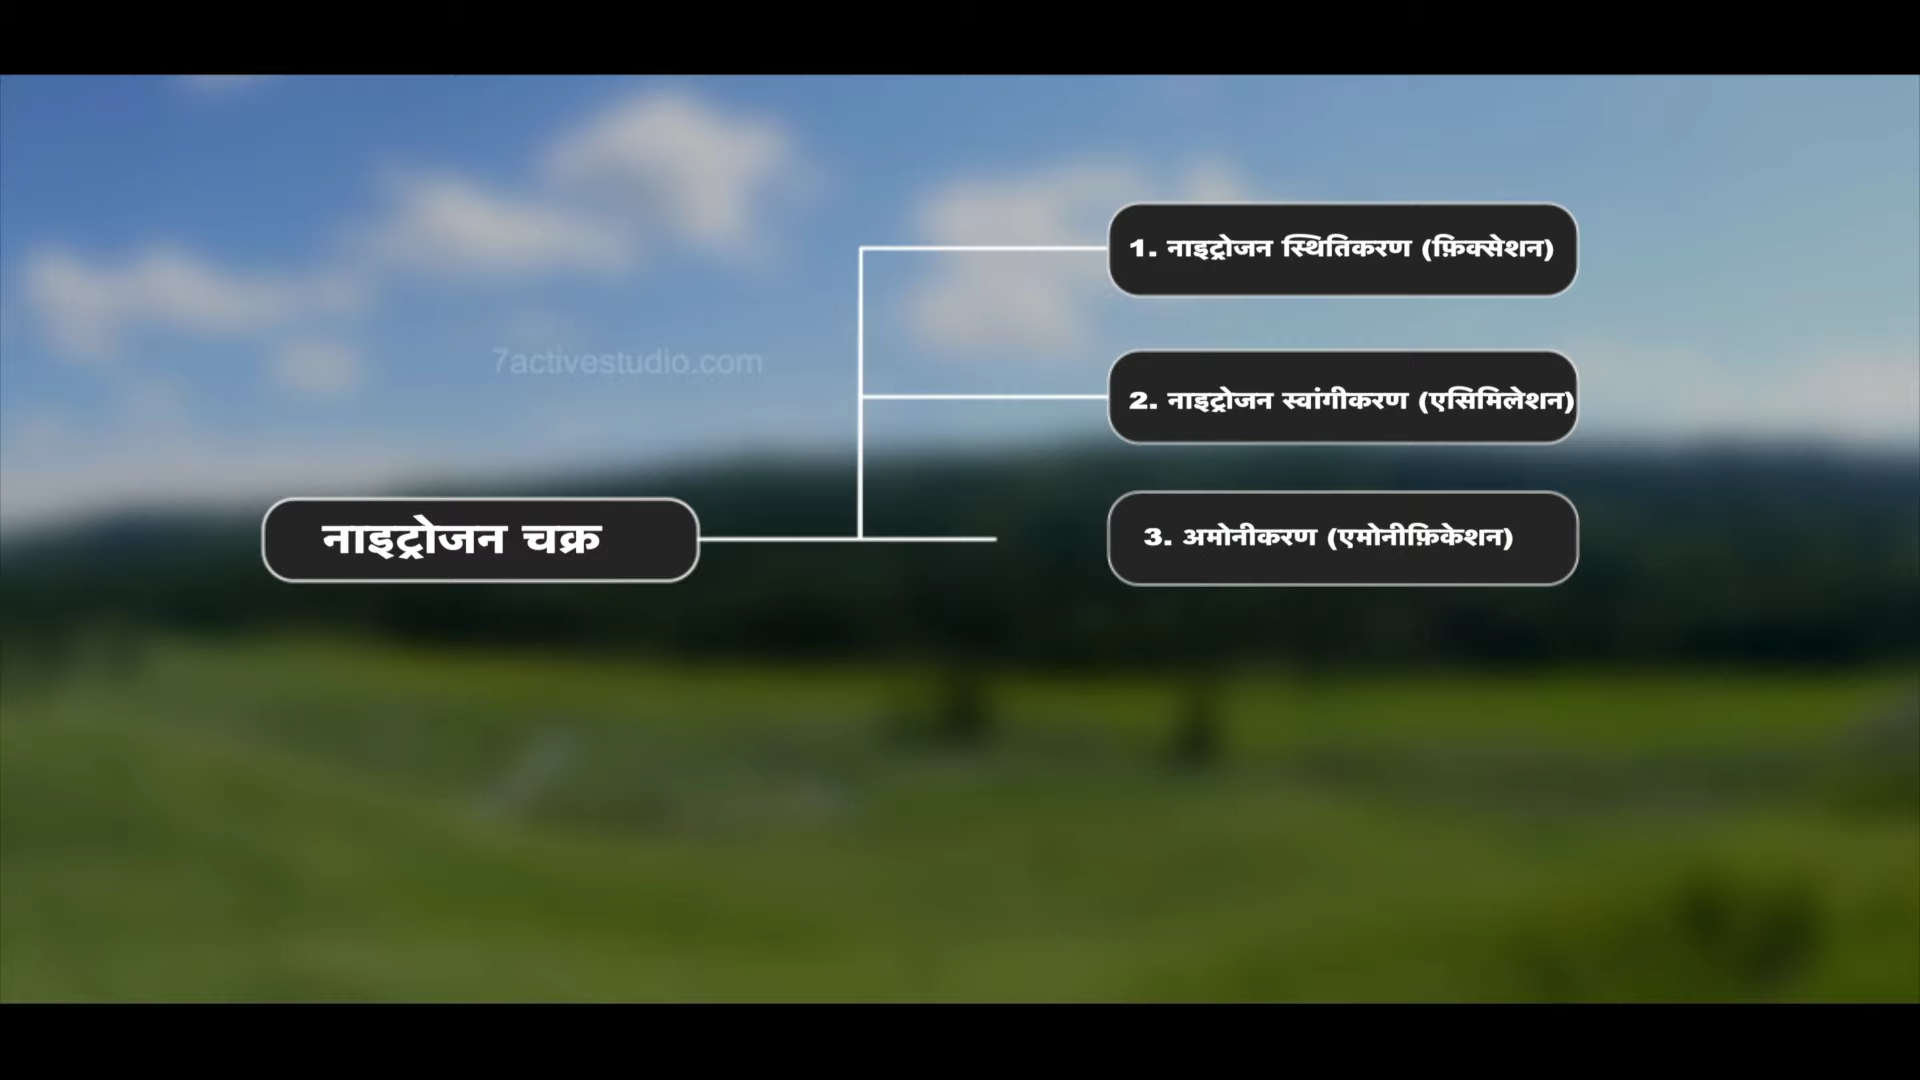 1. नाइट्रोजन स्थितिकरण (फ़िक्सेशन)
7activestudio.com
2. नाइट्रोजन स्वांगीकरण (एसिमिलेशन)
नाइट्रोजन चक्र
3. अमोनीकरण (एमोनीफ़िकेशन)